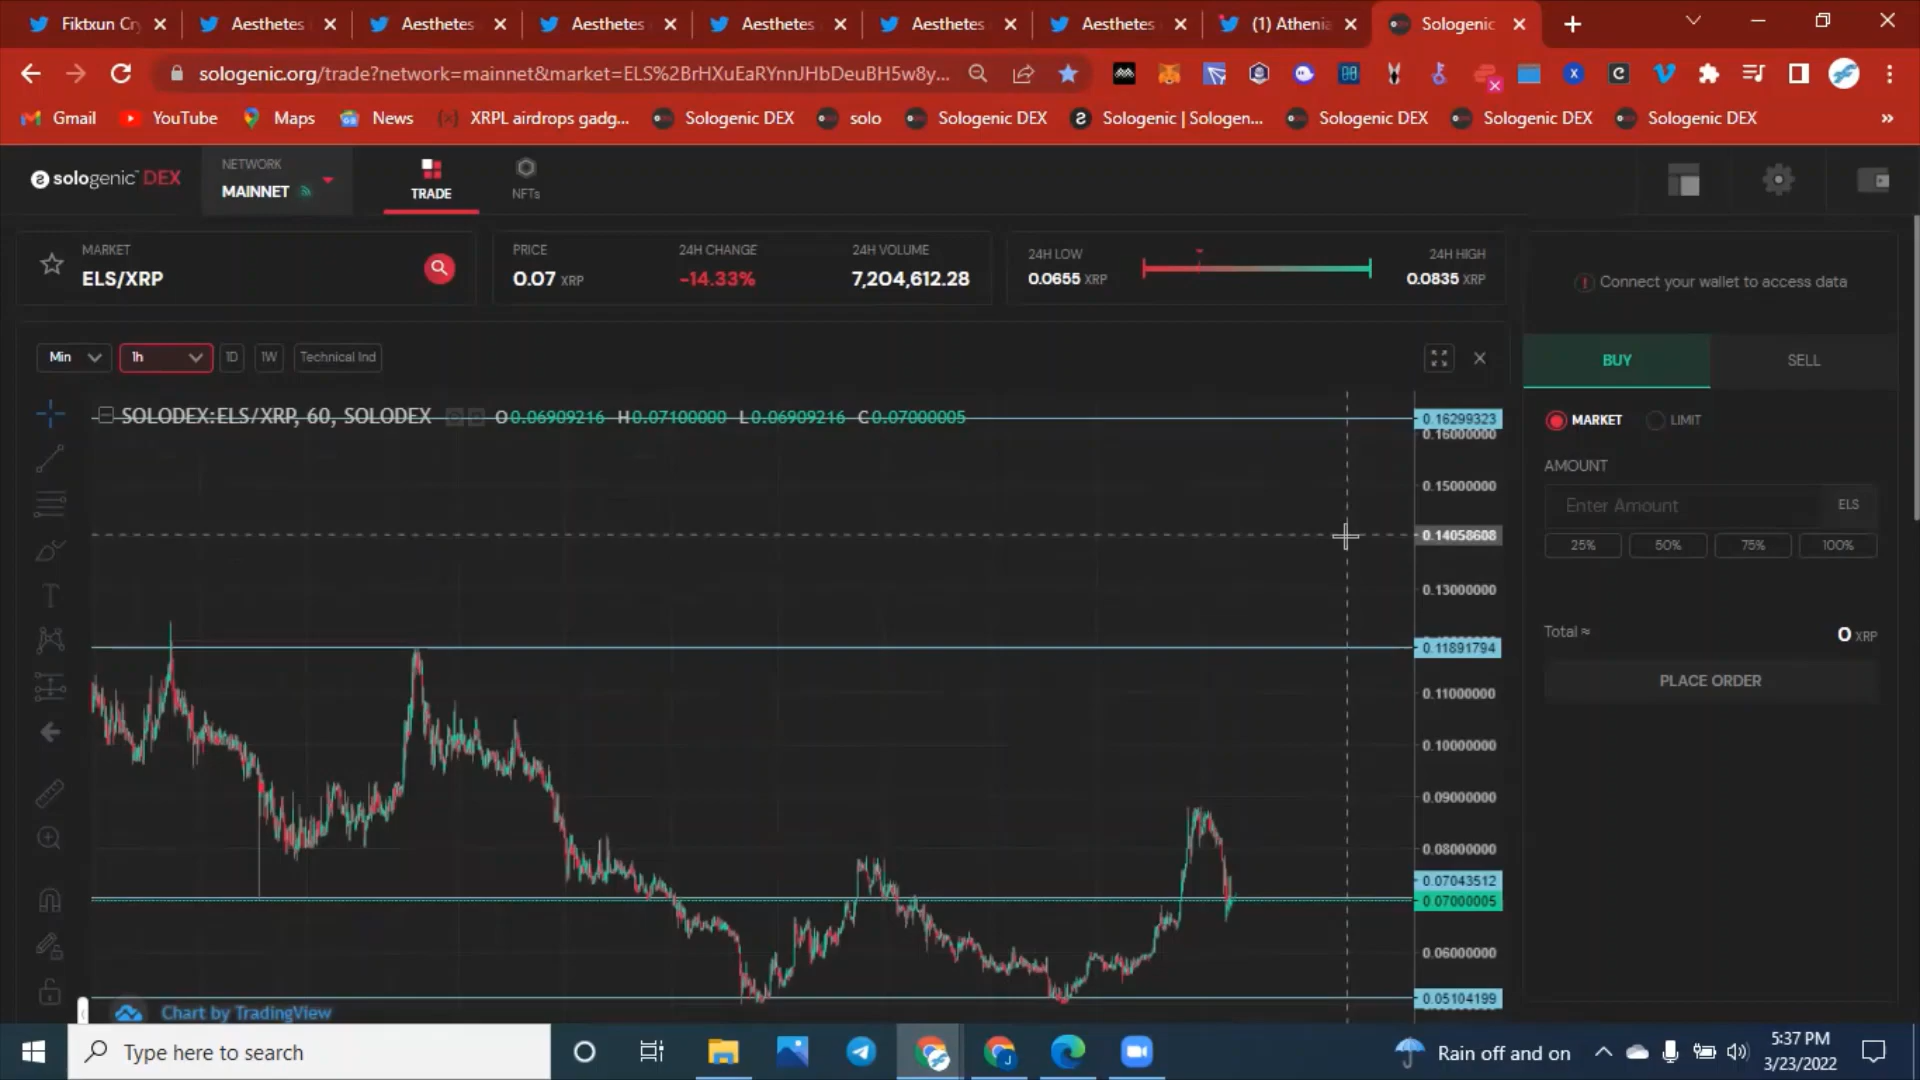 Fiktxun Cry
Aesthetes
Aesthetes
Aesthetes
Aesthetes
Aesthetes
Aesthetes
(1) Athenia
Sologenic
sologenic.org/trade?network=mainnet&market=ELS%2BrHXuEaRYnnJHbDeuBH5w8y...
Gmail
YouTube
Maps
News
XRPL airdrops gadg...
Sologenic DEX
solo
Sologenic DEX
Sologenic | Sologen...
Sologenic DEX
Sologenic DEX
Sologenic DEX
»
sologenic™ DEX
NETWORK
MAINNET
TRADE
NFTs
MARKET
ELS/XRP
PRICE
0.07 XRP
24H CHANGE
-14.33%
24H VOLUME
7,204,612.28
24H LOW
0.0655 XRP
24H HIGH
0.0835 XRP
Connect your wallet to access data
Min
1h
1D
1W
Technical Ind
BUY
SELL
SOLODEX:ELS/XRP, 60, SOLODEX
O0.06909216 H0.07100000 L0.06909216 C0.07000005
MARKET
LIMIT
AMOUNT
Enter Amount
ELS
25%
50%
75%
100%
Total ≈
0 XRP
PLACE ORDER
0.16299323
0.16000000
0.15000000
0.14058608
0.13000000
0.11891794
0.11000000
0.10000000
0.09000000
0.08000000
0.07043512
0.07000005
0.06000000
0.05104199
Chart by TradingView
Type here to search
Rain off and on
5:37 PM
3/23/2022